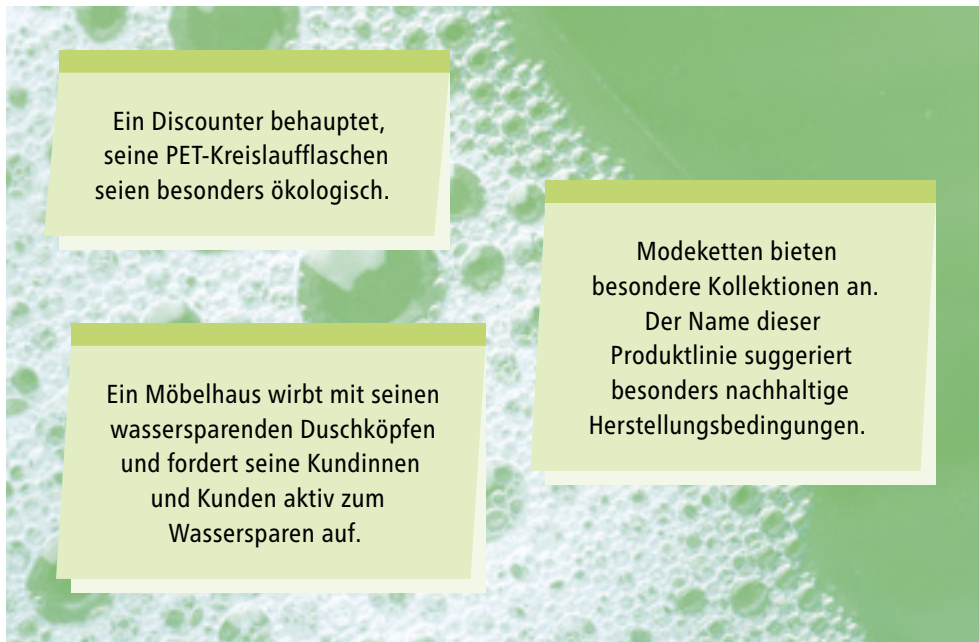 Ein Discounter behauptet,
seine PET-Kreislaufflaschen
seien besonders ökologisch.
Modeketten bieten
besondere Kollektionen an.
Der Name dieser
Produktlinie suggeriert
besonders nachhaltige
Herstellungsbedingungen.
Ein Möbelhaus wirbt mit seinen
wassersparenden Duschköpfen
und fordert seine Kundinnen
und Kunden aktiv zum
Wassersparen auf.